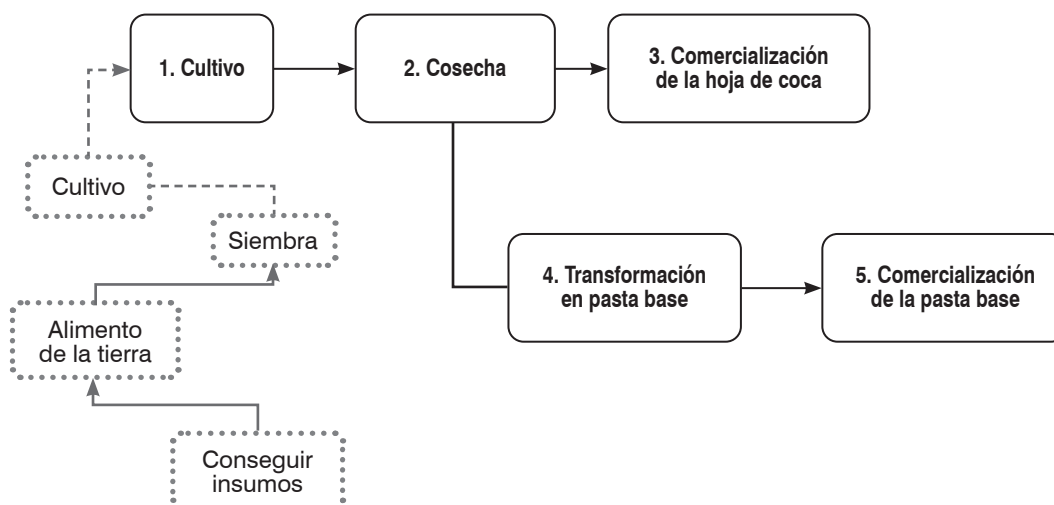 1. Cultivo
2. Cosecha
3. Comercialización
de la hoja de coca
Cultivo
Siembra
4. Transformación
en pasta base
5. Comercialización
de la pasta base
Alimento
de la tierra
Conseguir
insumos